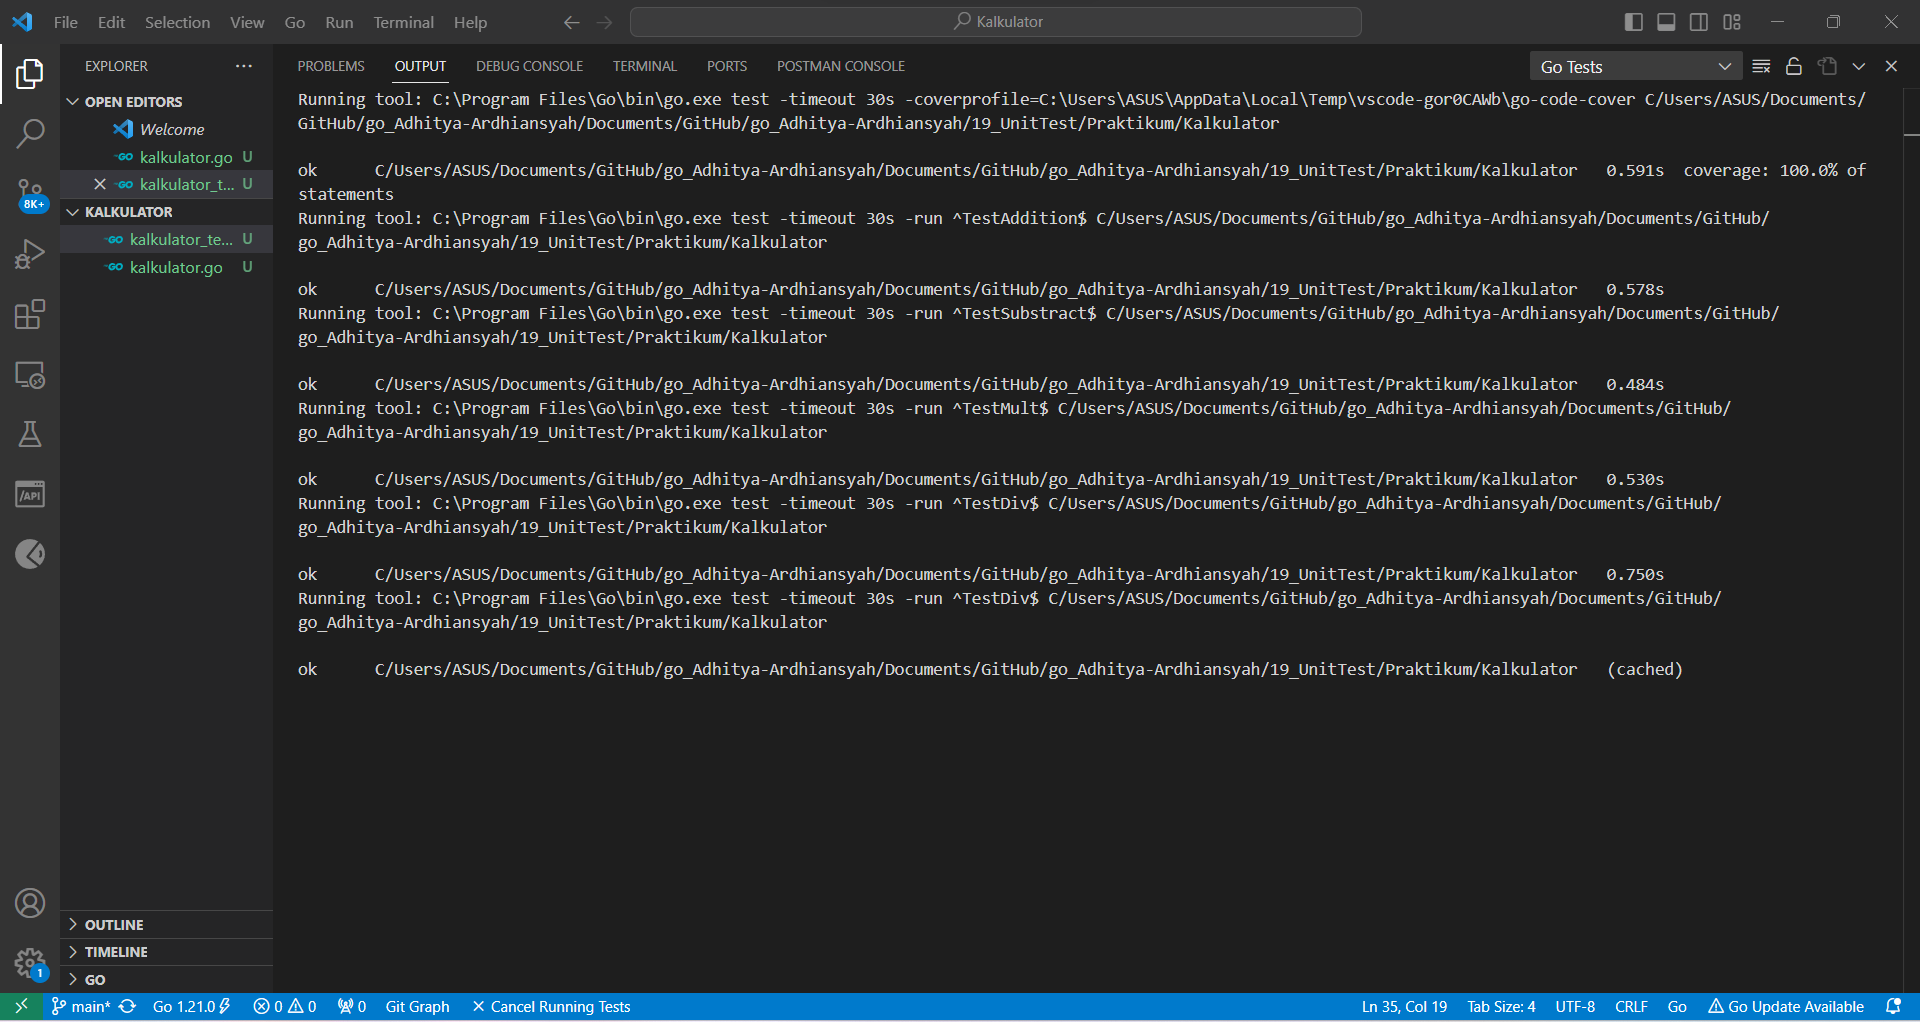 File Edit Selection View Go Run Terminal Help
Kalkulator
EXPLORER
OPEN EDITORS
Welcome
GO kalkulator.go U
GO kalkulator_t... U
KALKULATOR
GO kalkulator_te... U
GO kalkulator.go U
8K+
/API
OUTLINE
TIMELINE
GO
1
PROBLEMS OUTPUT DEBUG CONSOLE TERMINAL PORTS POSTMAN CONSOLE
Go Tests
Running tool: C:\Program Files\Go\bin\go.exe test -timeout 30s -coverprofile=C:\Users\ASUS\AppData\Local\Temp\vscode-gor0CAWb\go-code-cover C/Users/ASUS/Documents/
GitHub/go_Adhitya-Ardhiansyah/Documents/GitHub/go_Adhitya-Ardhiansyah/19_UnitTest/Praktikum/Kalkulator
ok C/Users/ASUS/Documents/GitHub/go_Adhitya-Ardhiansyah/Documents/GitHub/go_Adhitya-Ardhiansyah/19_UnitTest/Praktikum/Kalkulator 0.591s coverage: 100.0% of
statements
Running tool: C:\Program Files\Go\bin\go.exe test -timeout 30s -run ^TestAddition$ C/Users/ASUS/Documents/GitHub/go_Adhitya-Ardhiansyah/Documents/GitHub/
go_Adhitya-Ardhiansyah/19_UnitTest/Praktikum/Kalkulator
ok C/Users/ASUS/Documents/GitHub/go_Adhitya-Ardhiansyah/Documents/GitHub/go_Adhitya-Ardhiansyah/19_UnitTest/Praktikum/Kalkulator 0.578s
Running tool: C:\Program Files\Go\bin\go.exe test -timeout 30s -run ^TestSubstract$ C/Users/ASUS/Documents/GitHub/go_Adhitya-Ardhiansyah/Documents/GitHub/
go_Adhitya-Ardhiansyah/19_UnitTest/Praktikum/Kalkulator
ok C/Users/ASUS/Documents/GitHub/go_Adhitya-Ardhiansyah/Documents/GitHub/go_Adhitya-Ardhiansyah/19_UnitTest/Praktikum/Kalkulator 0.484s
Running tool: C:\Program Files\Go\bin\go.exe test -timeout 30s -run ^TestMult$ C/Users/ASUS/Documents/GitHub/go_Adhitya-Ardhiansyah/Documents/GitHub/
go_Adhitya-Ardhiansyah/19_UnitTest/Praktikum/Kalkulator
ok C/Users/ASUS/Documents/GitHub/go_Adhitya-Ardhiansyah/Documents/GitHub/go_Adhitya-Ardhiansyah/19_UnitTest/Praktikum/Kalkulator 0.530s
Running tool: C:\Program Files\Go\bin\go.exe test -timeout 30s -run ^TestDiv$ C/Users/ASUS/Documents/GitHub/go_Adhitya-Ardhiansyah/Documents/GitHub/
go_Adhitya-Ardhiansyah/19_UnitTest/Praktikum/Kalkulator
ok C/Users/ASUS/Documents/GitHub/go_Adhitya-Ardhiansyah/Documents/GitHub/go_Adhitya-Ardhiansyah/19_UnitTest/Praktikum/Kalkulator 0.750s
Running tool: C:\Program Files\Go\bin\go.exe test -timeout 30s -run ^TestDiv$ C/Users/ASUS/Documents/GitHub/go_Adhitya-Ardhiansyah/Documents/GitHub/
go_Adhitya-Ardhiansyah/19_UnitTest/Praktikum/Kalkulator
ok C/Users/ASUS/Documents/GitHub/go_Adhitya-Ardhiansyah/Documents/GitHub/go_Adhitya-Ardhiansyah/19_UnitTest/Praktikum/Kalkulator (cached)
main* Go 1.21.0 0 0 0 Git Graph Cancel Running Tests Ln 35, Col 19 Tab Size: 4 UTF-8 CRLF Go Go Update Available